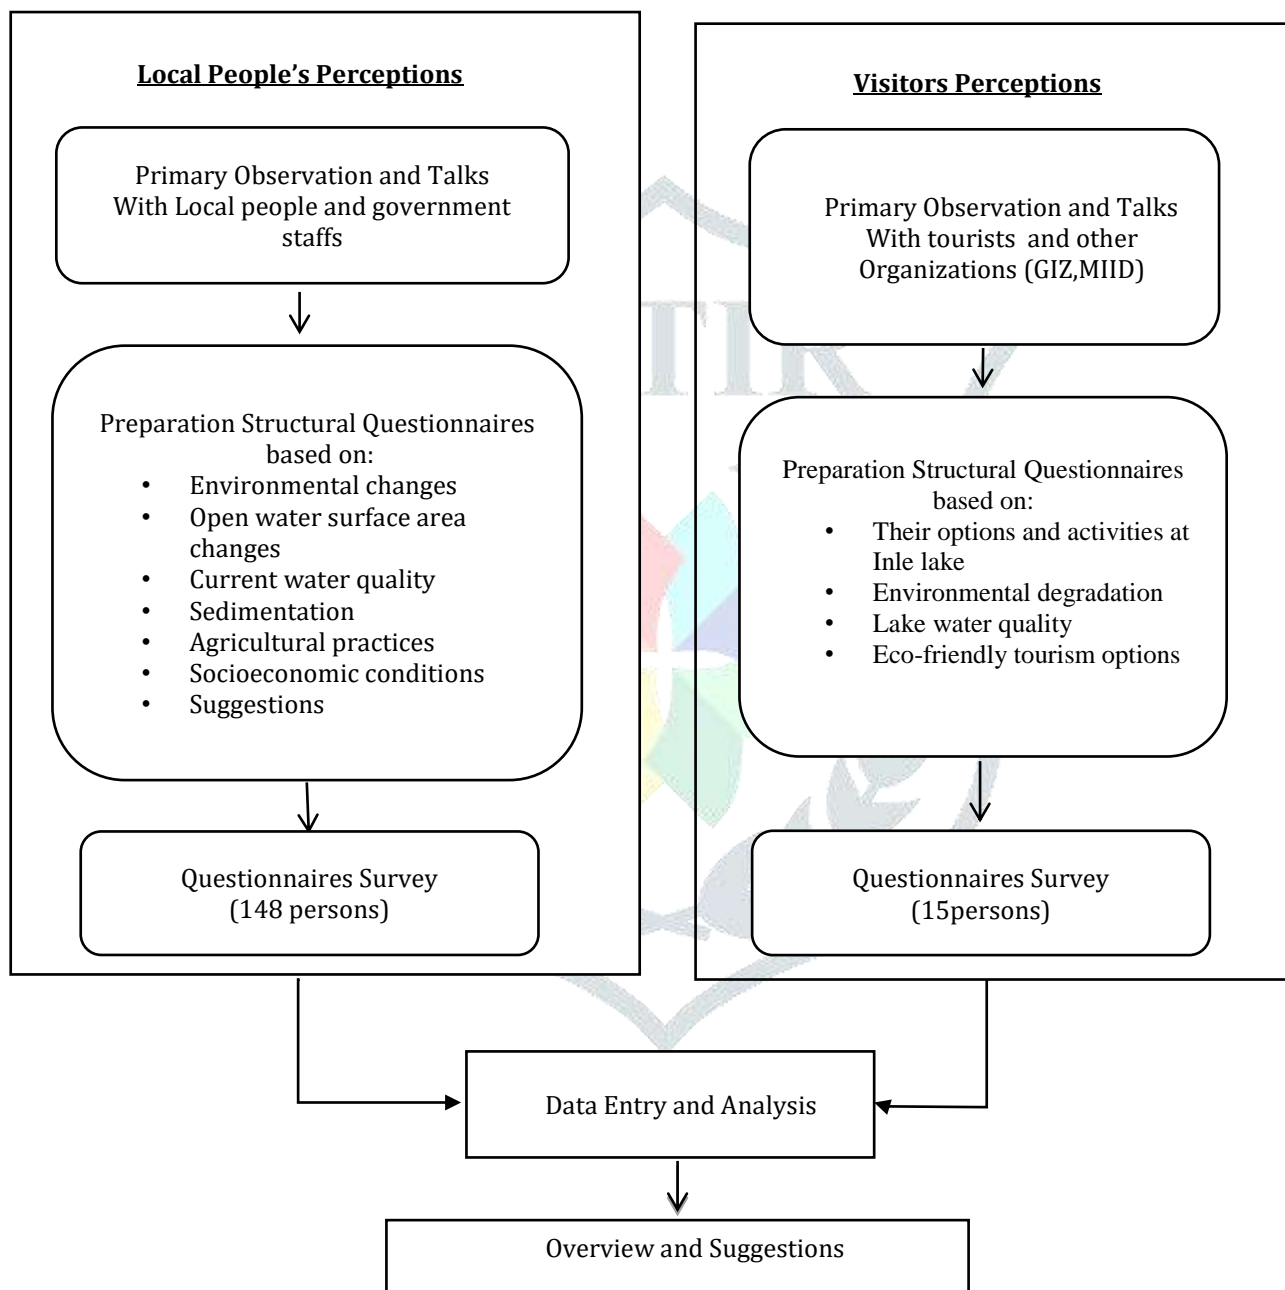 Local People’s Perceptions
Primary Observation and Talks
With Local people and government
staffs
Preparation Structural Questionnaires
based on:
• Environmental changes
• Open water surface area
changes
• Current water quality
• Sedimentation
• Agricultural practices
• Socioeconomic conditions
• Suggestions
Questionnaires Survey
(148 persons)
Visitors Perceptions
Primary Observation and Talks
With tourists and other
Organizations (GIZ,MIID)
Preparation Structural Questionnaires
based on:
• Their options and activities at
Inle lake
• Environmental degradation
• Lake water quality
• Eco-friendly tourism options
Questionnaires Survey
(15persons)
Data Entry and Analysis
Overview and Suggestions